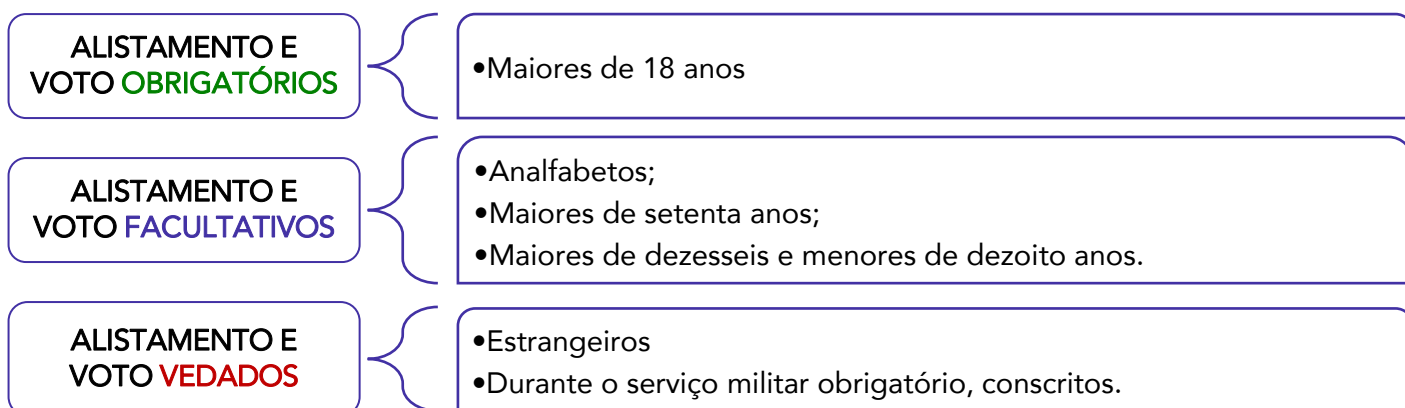 ALISTAMENTO E
VOTO OBRIGATÓRIOS
•Maiores de 18 anos
ALISTAMENTO E
VOTO FACULTATIVOS
•Analfabetos;
•Maiores de setenta anos;
•Maiores de dezesseis e menores de dezoito anos.
ALISTAMENTO E
VOTO VEDADOS
•Estrangeiros
•Durante o serviço militar obrigatório, conscritos.